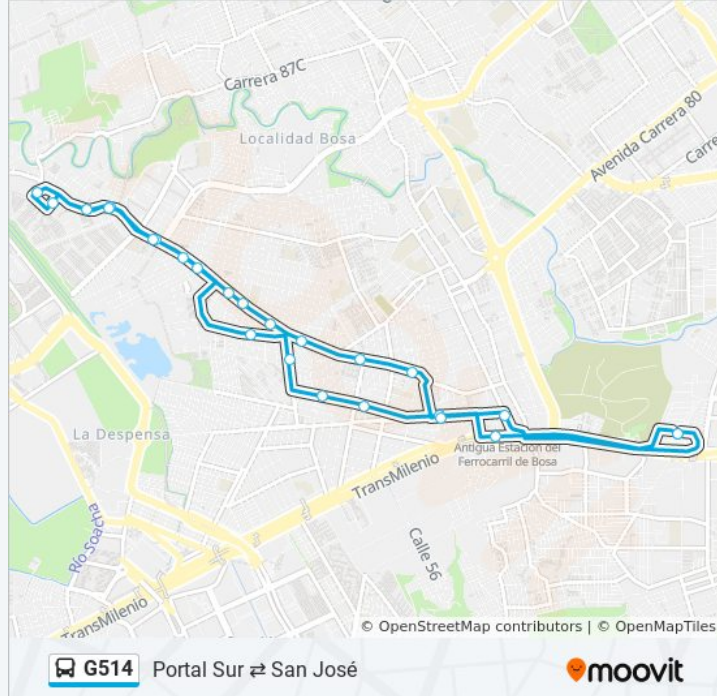 Carrera 87C
Localidad Bosa
Avenida Carrera 80
Carre
La Despensa
Antigua Estación del
Ferrocarril de Bosa
TransMilenio
Río Soacha
Calle 56
TransMilenio
© OpenStreetMap contributors | © OpenMapTiles
G514 Portal Sur ⇄ San José
moovit